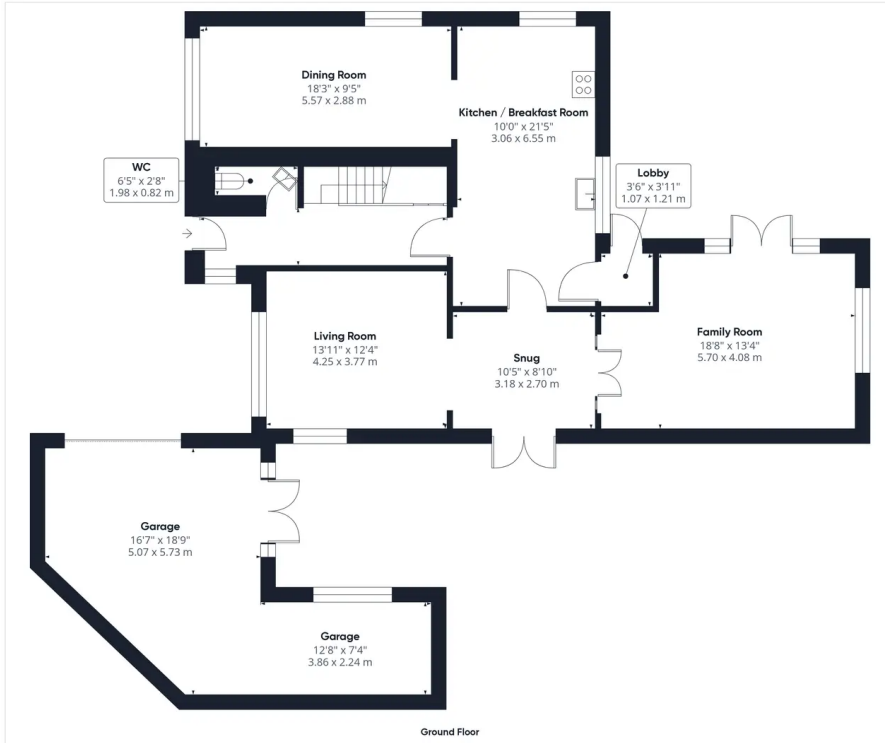 Dining Room
18'3" x 9'5"
5.57 x 2.88 m
Kitchen / Breakfast Room
10'0" x 21'5"
3.06 x 6.55 m
WC
6'5" x 2'8"
1.98 x 0.82 m
Lobby
3'6" x 3'11"
1.07 x 1.21 m
Living Room
13'11" x 12'4"
4.25 x 3.77 m
Snug
10'5" x 8'10"
3.18 x 2.70 m
Family Room
18'8" x 13'4"
5.70 x 4.08 m
Garage
16'7" x 18'9"
5.07 x 5.73 m
Garage
12'8" x 7'4"
3.86 x 2.24 m
Ground Floor